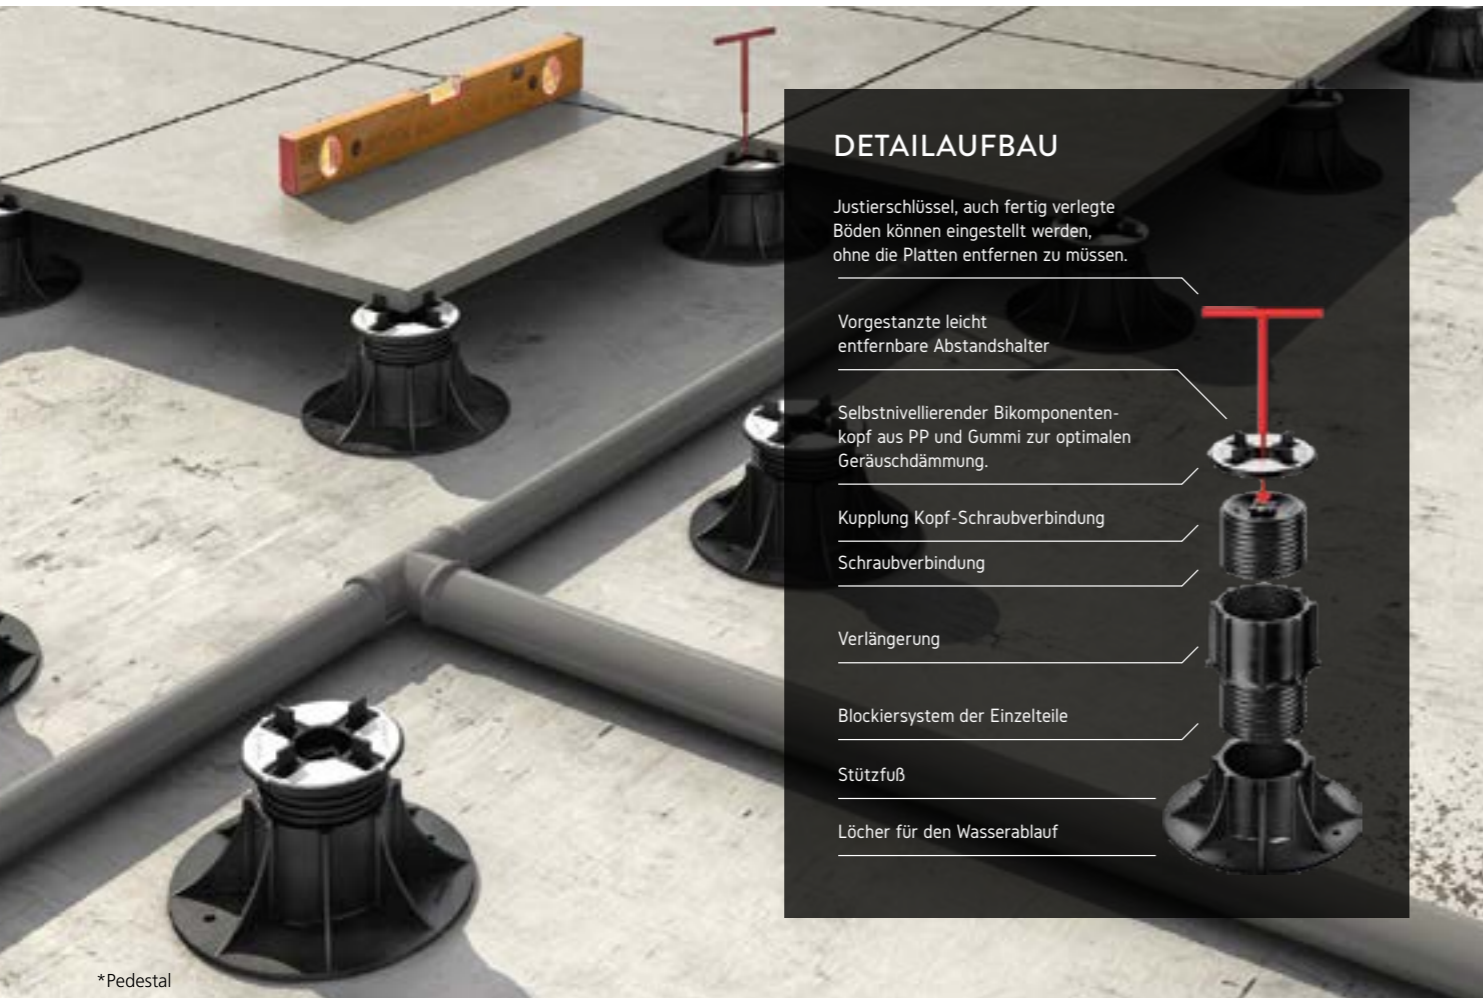 DETAILAUFBAU
Justierschlüssel, auch fertig verlegte
Böden können eingestellt werden,
ohne die Platten entfernen zu müssen.
Vorgestanzte leicht
entfernbare Abstandshalter
Selbstnivellierender Bikomponenten-
kopf aus PP und Gummi zur optimalen
Geräuschdämmung.
Kupplung Kopf-Schraubverbindung
Schraubverbindung
Verlängerung
Blockiersystem der Einzelteile
Stützfuß
Löcher für den Wasserablauf
*Pedestal